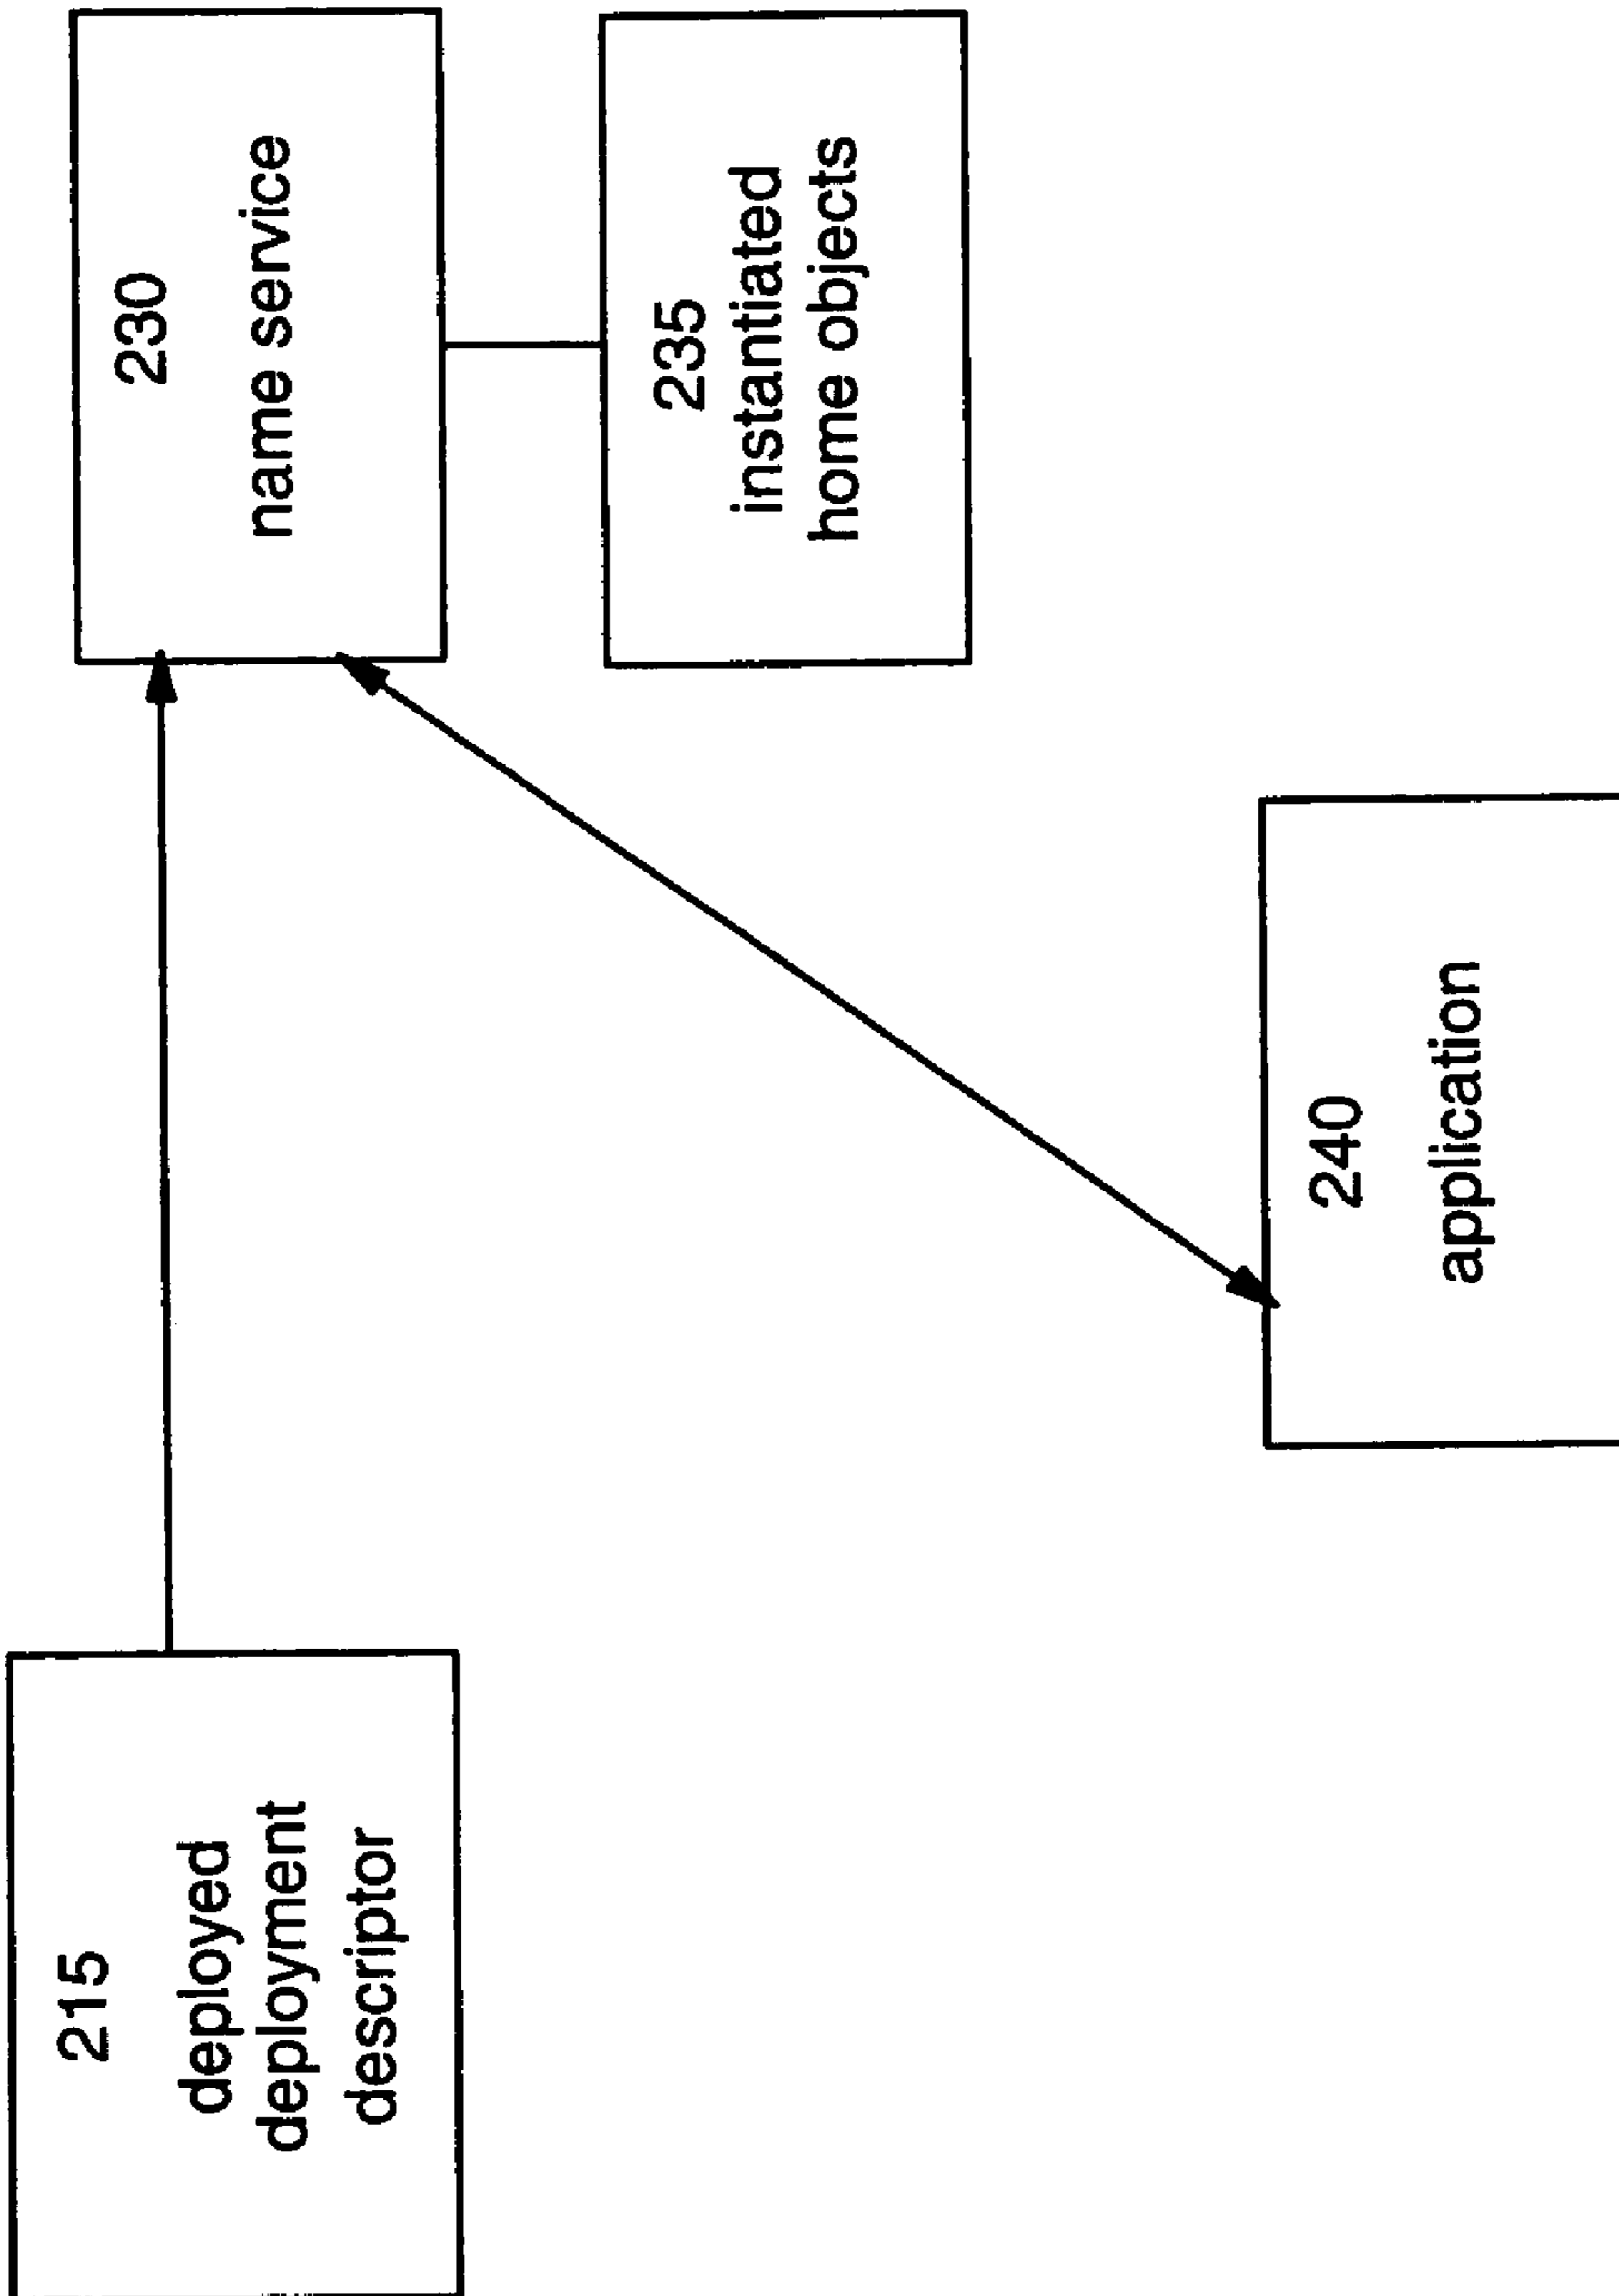 215
deployed
deployment
descriptor
230
name service
235
instantiated
home objects
240
application